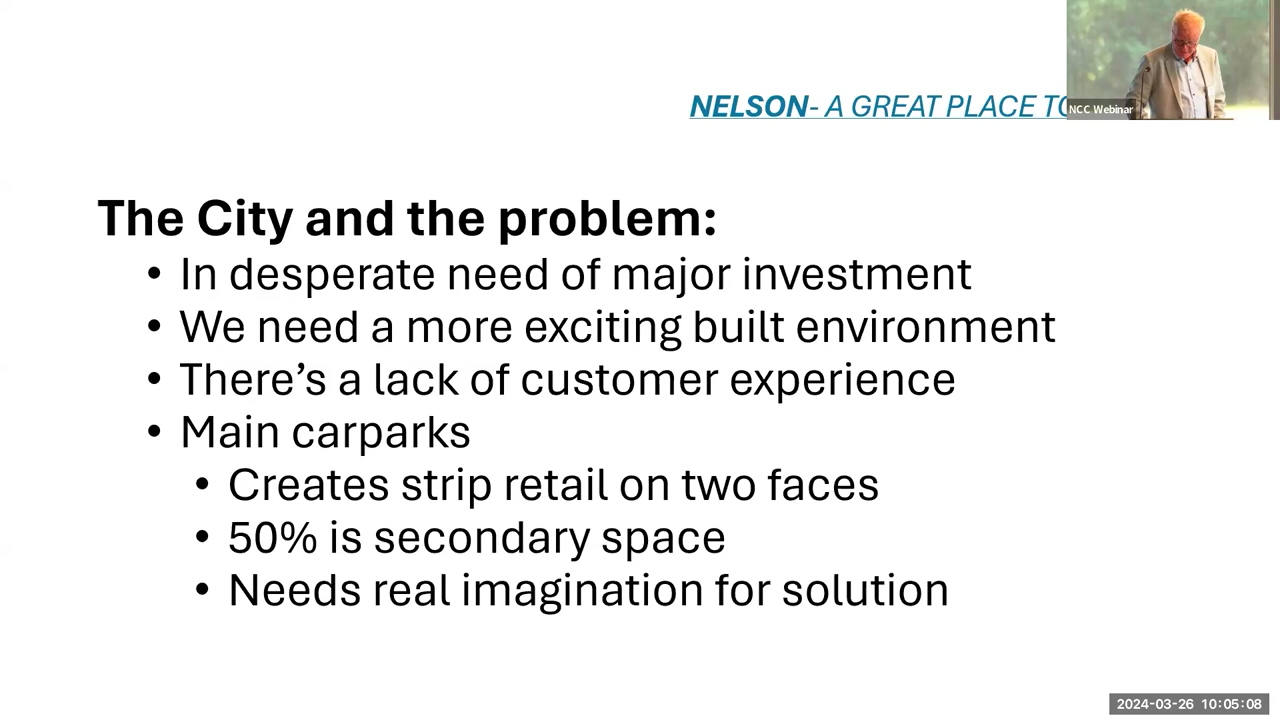 NELSON- A GREAT PLACE TO
NCC Webinar
The City and the problem:
• In desperate need of major investment
• We need a more exciting built environment
• There’s a lack of customer experience
• Main carparks
• Creates strip retail on two faces
• 50% is secondary space
• Needs real imagination for solution
2024-03-26 10:05:08